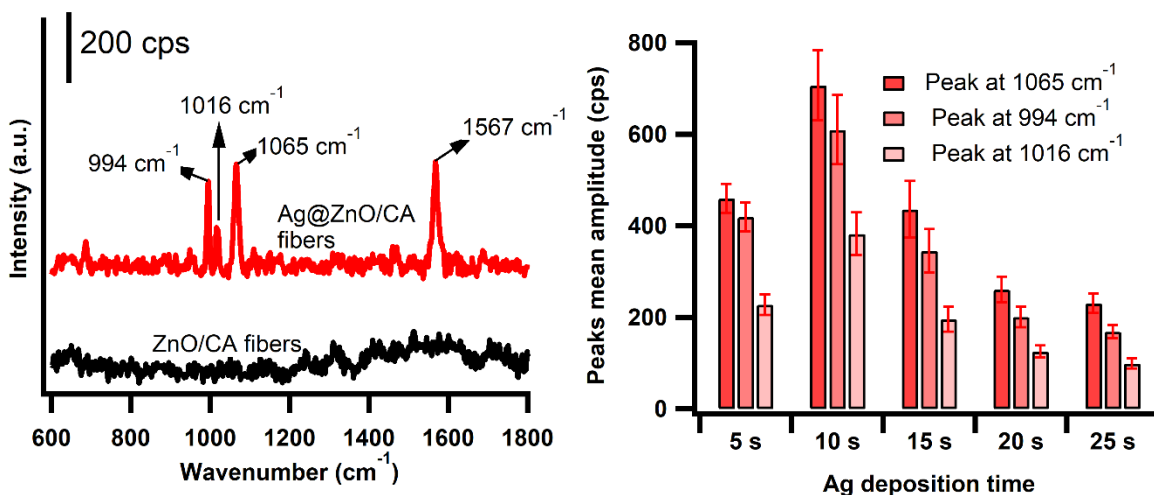 200 cps
1016 cm⁻¹
994 cm⁻¹
1065 cm⁻¹
1567 cm⁻¹
Ag@ZnO/CA
fibers
ZnO/CA fibers
Intensity (a.u.)
600 800 1000 1200 1400 1600 1800
Wavenumber (cm⁻¹)
Peaks mean amplitude (cps)
800
600
400
200
0
Peak at 1065 cm⁻¹
Peak at 994 cm⁻¹
Peak at 1016 cm⁻¹
5 s 10 s 15 s 20 s 25 s
Ag deposition time